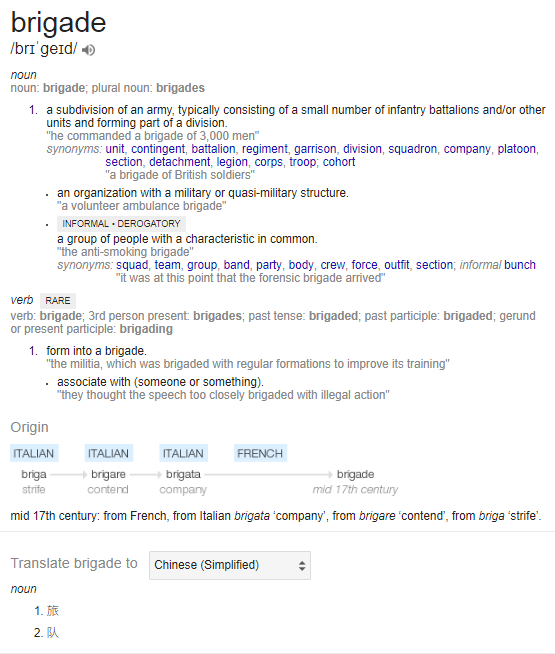 brigade
/brɪˈɡeɪd/
noun
noun: brigade; plural noun: brigades
1. a subdivision of an army, typically consisting of a small number of infantry battalions and/or other
units and forming part of a division.
"he commanded a brigade of 3,000 men"
synonyms: unit, contingent, battalion, regiment, garrison, division, squadron, company, platoon,
section, detachment, legion, corps, troop; cohort
"a brigade of British soldiers"
• an organization with a military or quasi-military structure.
"a volunteer ambulance brigade"
• INFORMAL • DEROGATORY
a group of people with a characteristic in common.
"the anti-smoking brigade"
synonyms: squad, team, group, band, party, body, crew, force, outfit, section; informal bunch
"it was at this point that the forensic brigade arrived"
verb RARE
verb: brigade; 3rd person present: brigades; past tense: brigaded; past participle: brigaded; gerund
or present participle: brigading
1. form into a brigade.
"the militia, which was brigaded with regular formations to improve its training"
• associate with (someone or something).
"they thought the speech too closely brigaded with illegal action"
Origin
ITALIAN ITALIAN ITALIAN FRENCH
briga brigare brigata brigade
strife contend company mid 17th century
mid 17th century: from French, from Italian brigata ‘company’, from brigare ‘contend’, from briga ‘strife’.
Translate brigade to Chinese (Simplified)
noun
1. 旅
2. 队